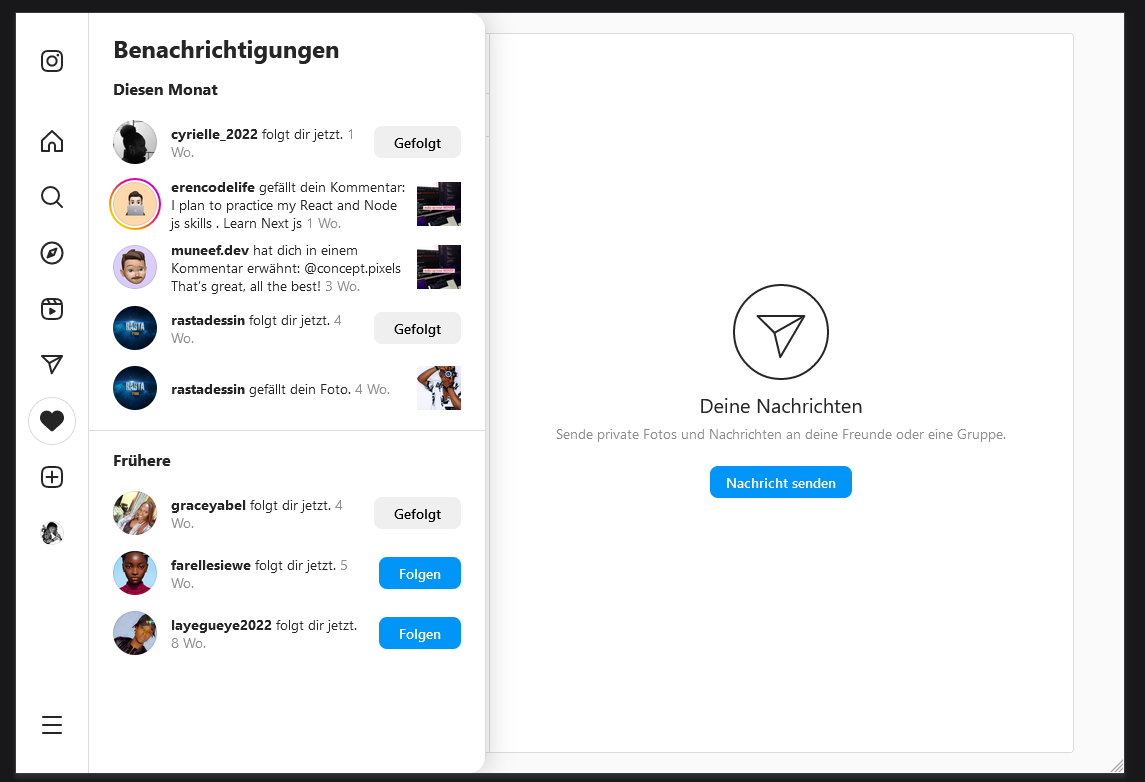 Benachrichtigungen
Diesen Monat
cyrielle_2022 folgt dir jetzt. 1
Wo.
Gefolgt
erencodelife gefällt dein Kommentar:
I plan to practice my React and Node
js skills . Learn Next js 1 Wo.
muneef.dev hat dich in einem
Kommentar erwähnt: @concept.pixels
That's great, all the best! 3 Wo.
rastadessin folgt dir jetzt. 4
Wo.
Gefolgt
rastadessin gefällt dein Foto. 4 Wo.
Frühere
graceyabel folgt dir jetzt. 4
Wo.
Gefolgt
farellesiewe folgt dir jetzt. 5
Wo.
Folgen
layegueye2022 folgt dir jetzt.
8 Wo.
Folgen
Deine Nachrichten
Sende private Fotos und Nachrichten an deine Freunde oder eine Gruppe.
Nachricht senden